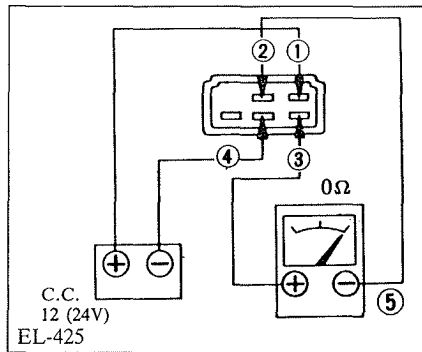 ② ①
④ ③
0Ω
⊕ ⊖
⊕ ⊖
⑤
C.C.
12 (24V)
EL-425